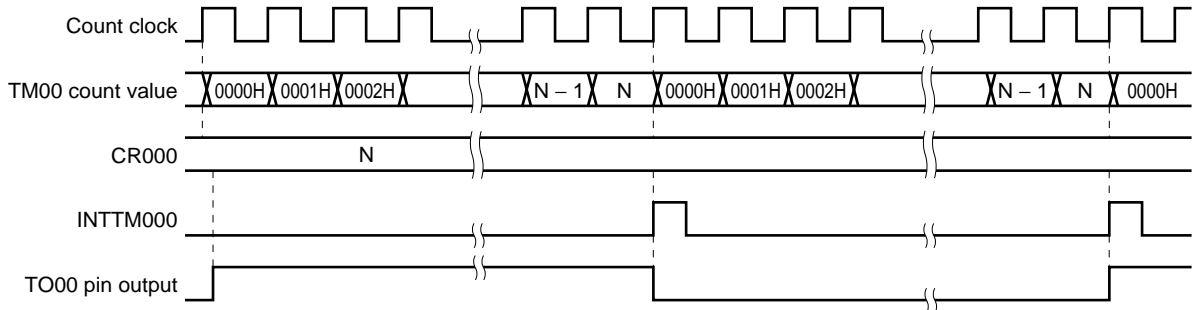 Count clock
TM00 count value 0000H 0001H 0002H N − 1 N 0000H 0001H 0002H N − 1 N 0000H
CR000 N
INTTM000
TO00 pin output